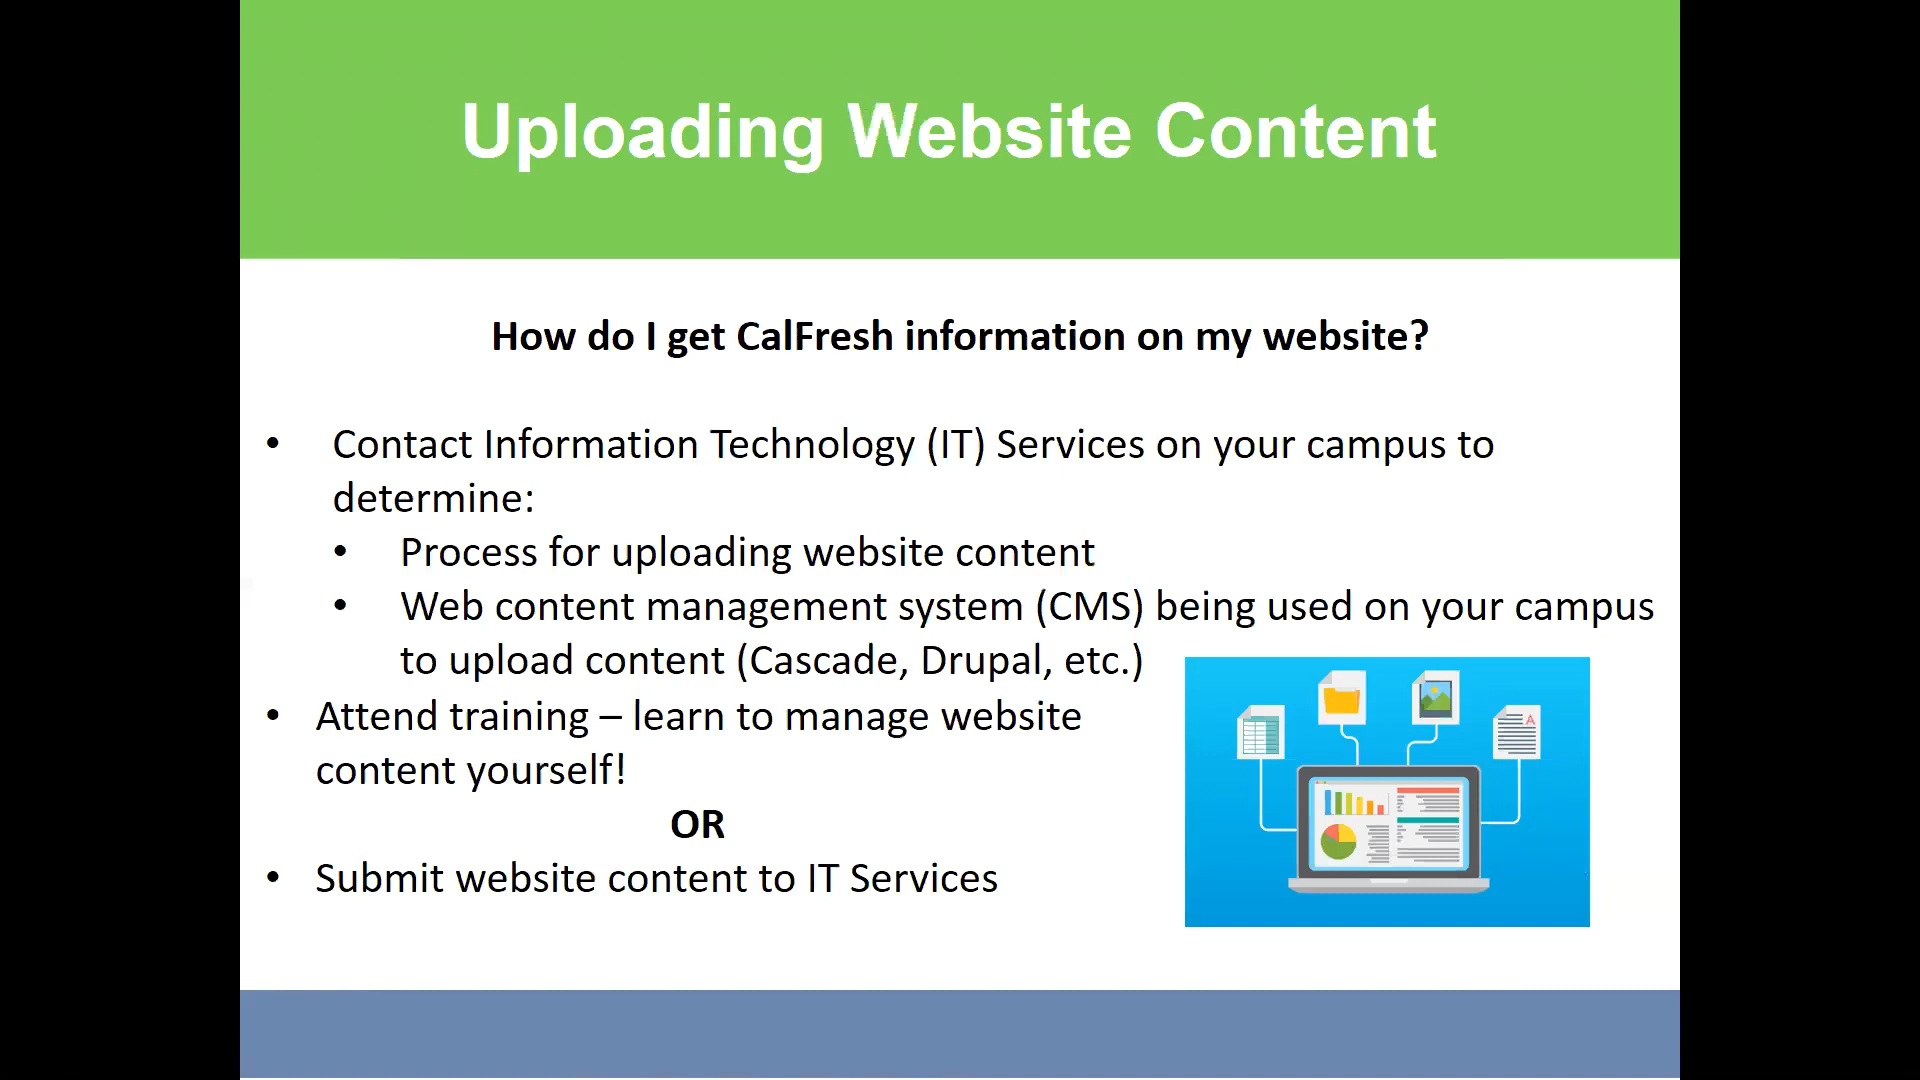 Uploading Website Content
How do I get CalFresh information on my website?
• Contact Information Technology (IT) Services on your campus to
determine:
• Process for uploading website content
• Web content management system (CMS) being used on your campus
to upload content (Cascade, Drupal, etc.)
• Attend training – learn to manage website
content yourself!
OR
• Submit website content to IT Services
A